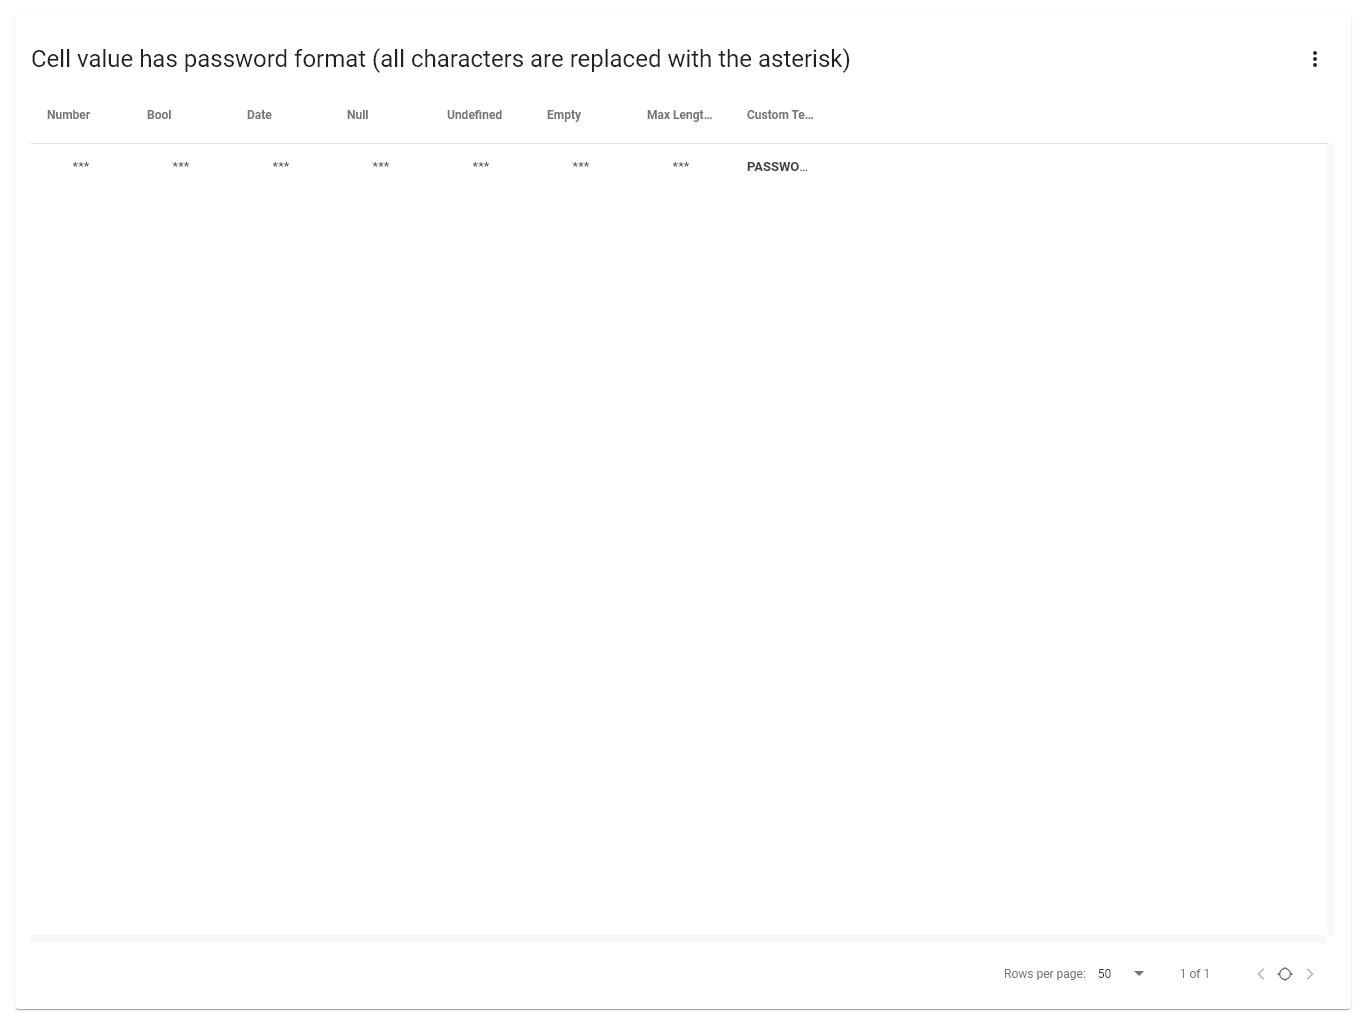 Cell value has password format (all characters are replaced with the asterisk)
Number Bool Date Null Undefined Empty Max Lengt... Custom Te...
*** *** *** *** *** *** *** PASSWO...
Rows per page: 50 1 of 1